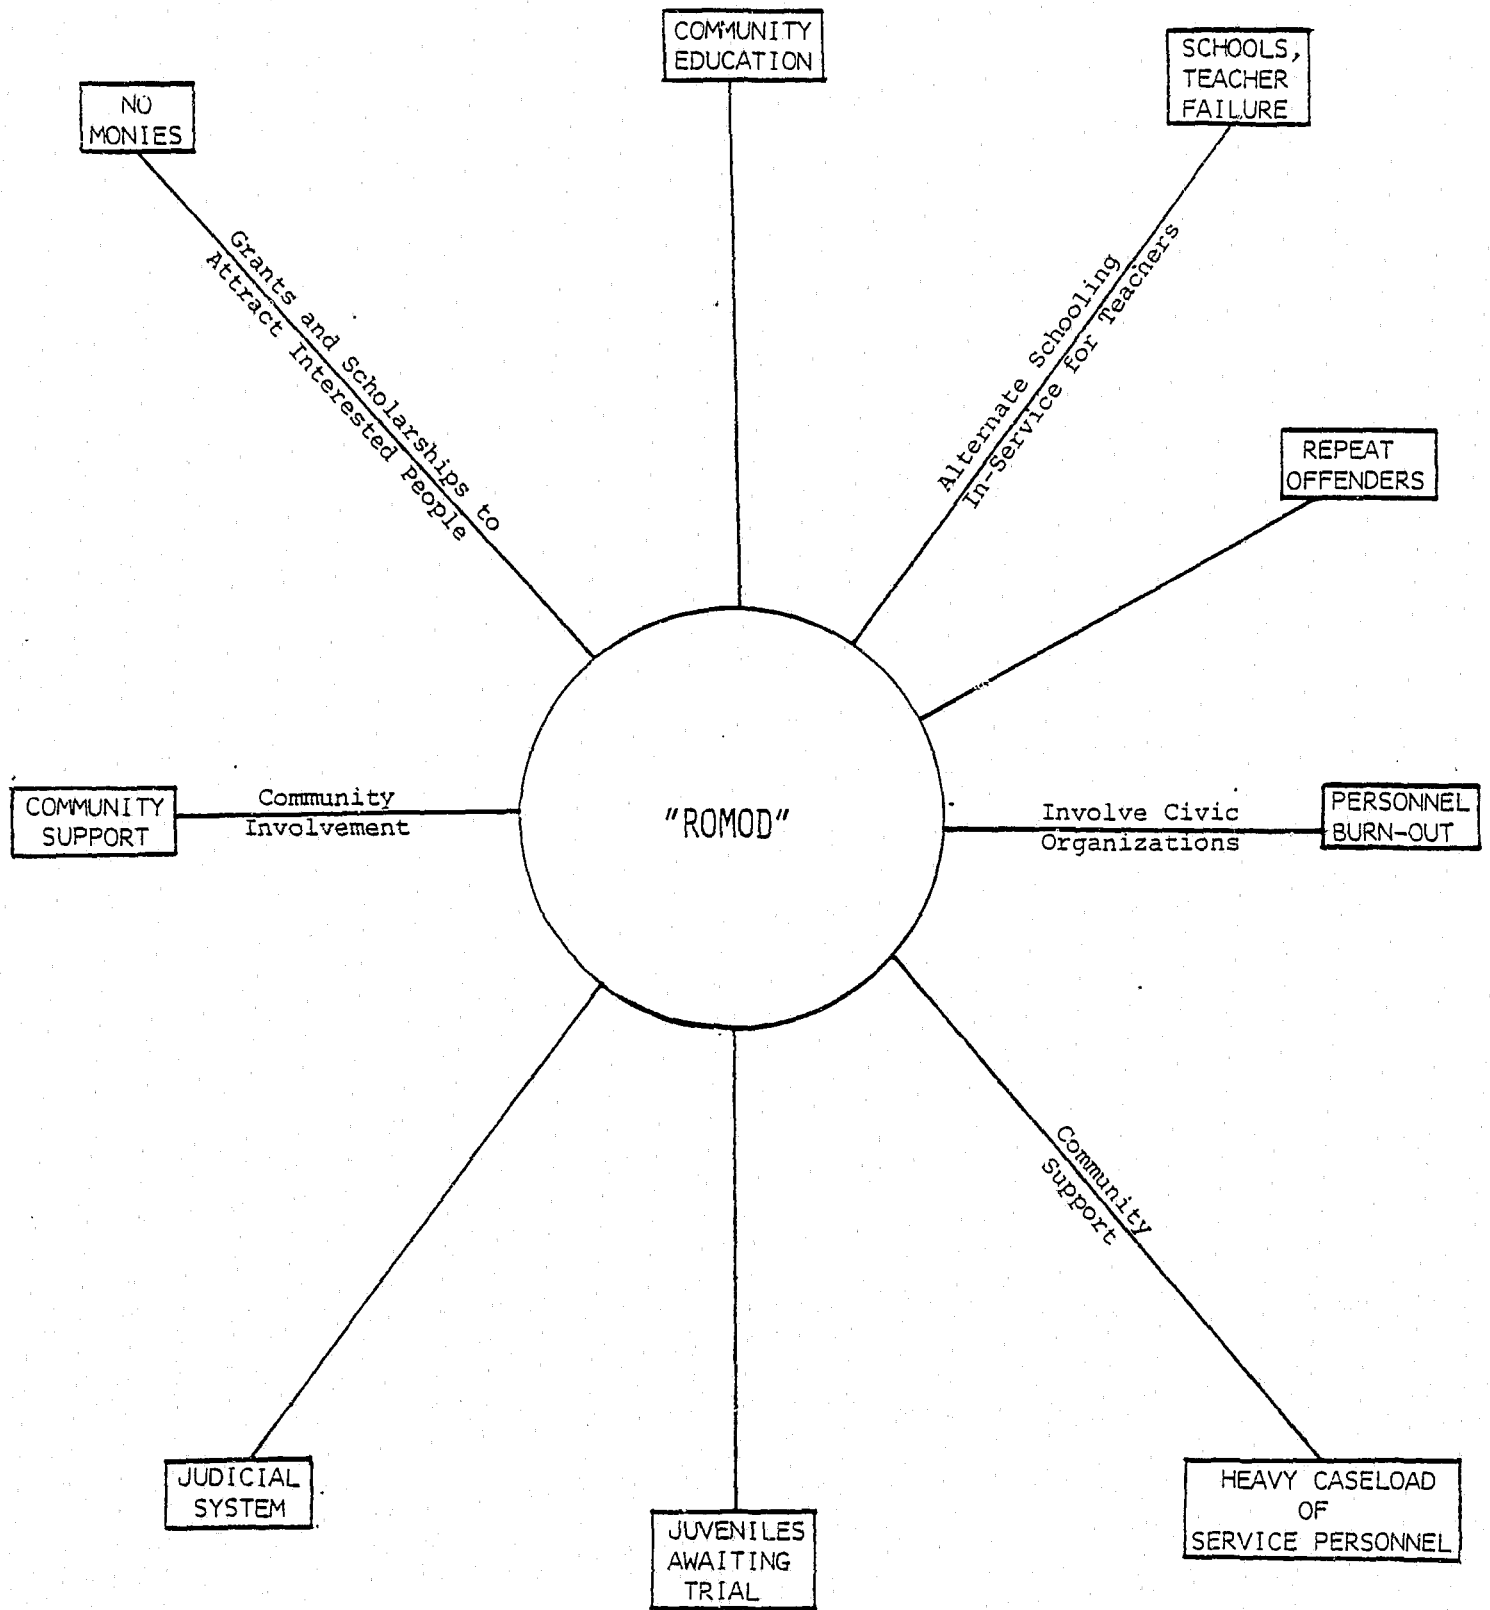 COMMUNITY
EDUCATION
SCHOOLS,
TEACHER
FAILURE
NO
MONIES
Grants and Scholarships to
Attract Interested People
Alternate Schooling
In-Service for Teachers
REPEAT
OFFENDERS
COMMUNITY
SUPPORT
Community
Involvement
"ROMOD"
Involve Civic
Organizations
PERSONNEL
BURN-OUT
Community
Support
JUDICIAL
SYSTEM
JUVENILES
AWAITING
TRIAL
HEAVY CASELOAD
OF
SERVICE PERSONNEL